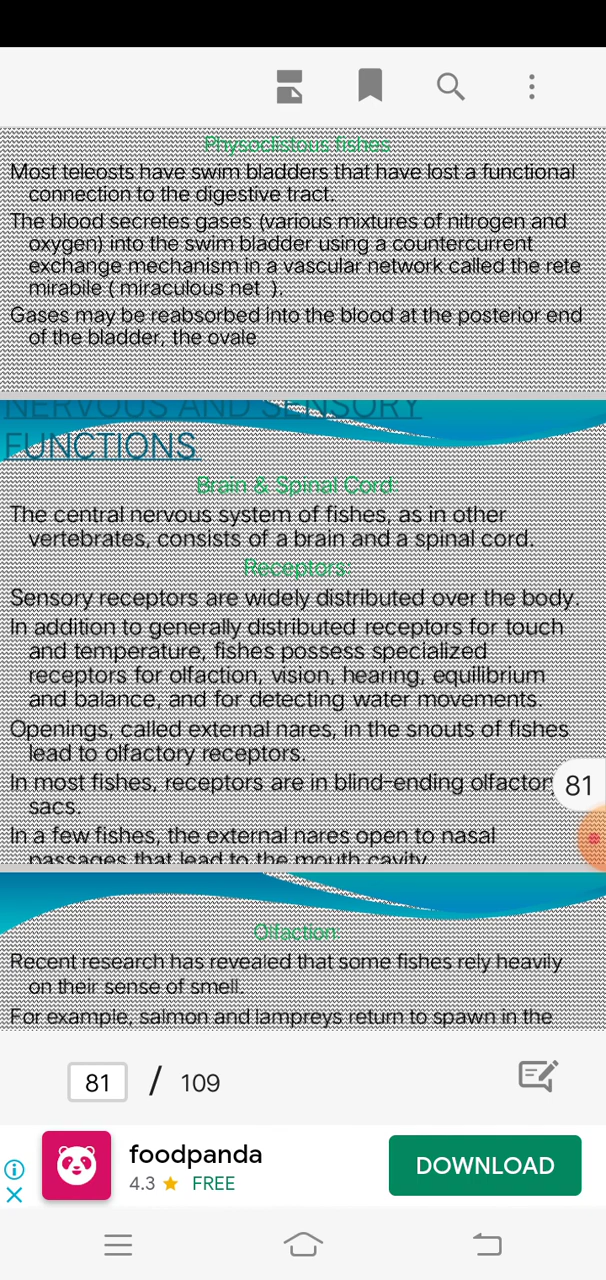 Physoclistous fishes
Most teleosts have swim bladders that have lost a functional
connection to the digestive tract.
The blood secretes gases (various mixtures of nitrogen and
oxygen) into the swim bladder using a countercurrent
exchange mechanism in a vascular network called the rete
mirabile ( miraculous net ).
Gases may be reabsorbed into the blood at the posterior end
of the bladder, the ovale
NERVOUS AND SENSORY
FUNCTIONS
Brain & Spinal Cord:
The central nervous system of fishes, as in other
vertebrates, consists of a brain and a spinal cord.
Receptors:
Sensory receptors are widely distributed over the body.
In addition to generally distributed receptors for touch
and temperature, fishes possess specialized
receptors for olfaction, vision, hearing, equilibrium
and balance, and for detecting water movements.
Openings, called external nares, in the snouts of fishes
lead to olfactory receptors.
In most fishes, receptors are in blind-ending olfactor
sacs.
81
In a few fishes, the external nares open to nasal
passages that lead to the mouth cavity
Olfaction:
Recent research has revealed that some fishes rely heavily
on their sense of smell.
For example, salmon and lampreys return to spawn in the
81 / 109
foodpanda
4.3 ★ FREE
DOWNLOAD